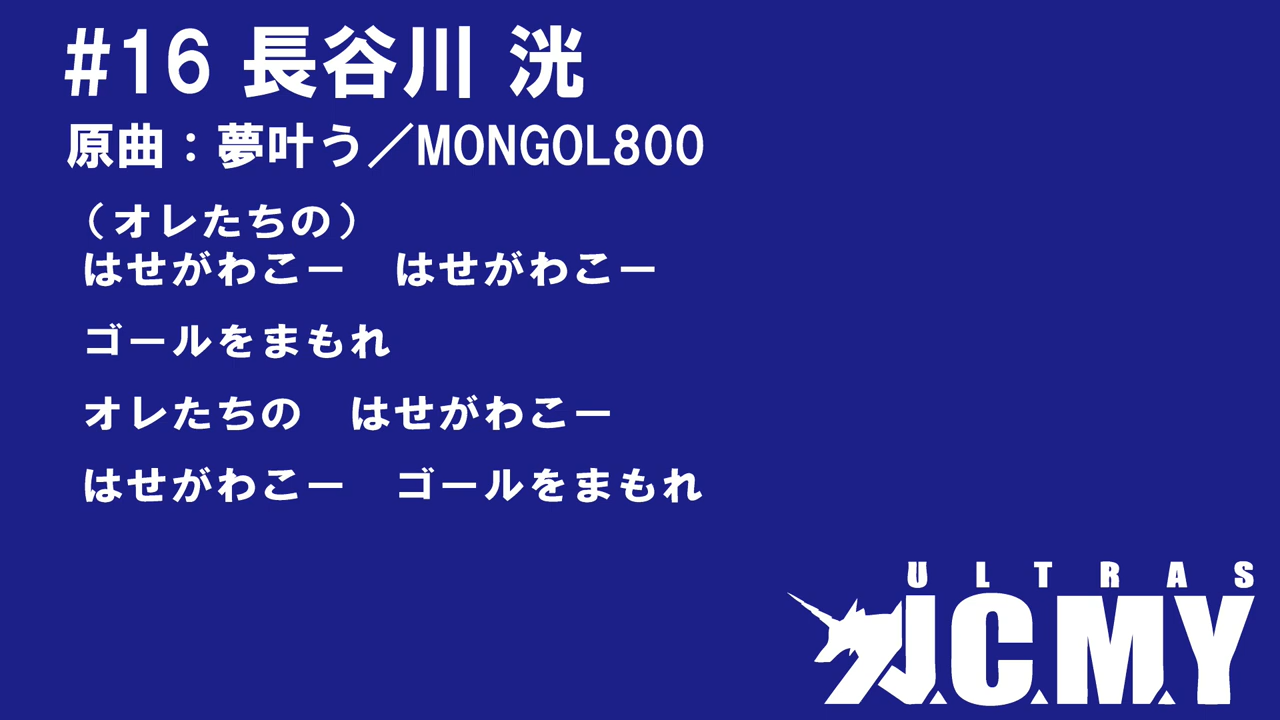 #16 長谷川 洸
原曲：夢叶う／MONGOL800
（オレたちの）
はせがわこー　はせがわこー
ゴールをまもれ
オレたちの　はせがわこー
はせがわこー　ゴールをまもれ
ULTRAS
J.C.M.Y